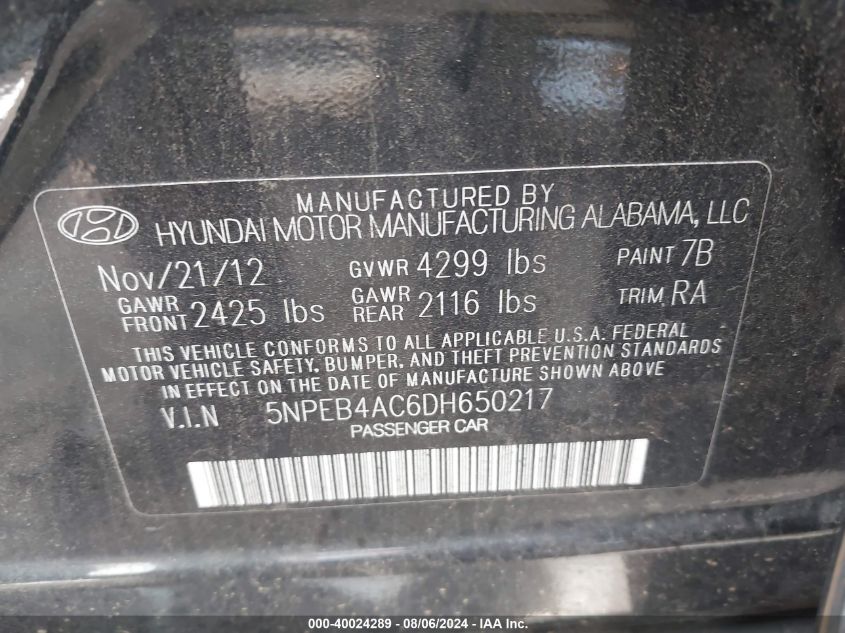 MANUFACTURED BY
HYUNDAI MOTOR MANUFACTURING ALABAMA, LLC
Nov/21/12 GVWR 4299 lbs PAINT 7B
GAWR FRONT 2425 lbs GAWR REAR 2116 lbs TRIM RA
THIS VEHICLE CONFORMS TO ALL APPLICABLE U.S.A. FEDERAL
MOTOR VEHICLE SAFETY, BUMPER, AND THEFT PREVENTION STANDARDS
IN EFFECT ON THE DATE OF MANUFACTURE SHOWN ABOVE
V.I.N 5NPEB4AC6DH650217
PASSENGER CAR
000-40024289 - 08/06/2024 - IAA Inc.